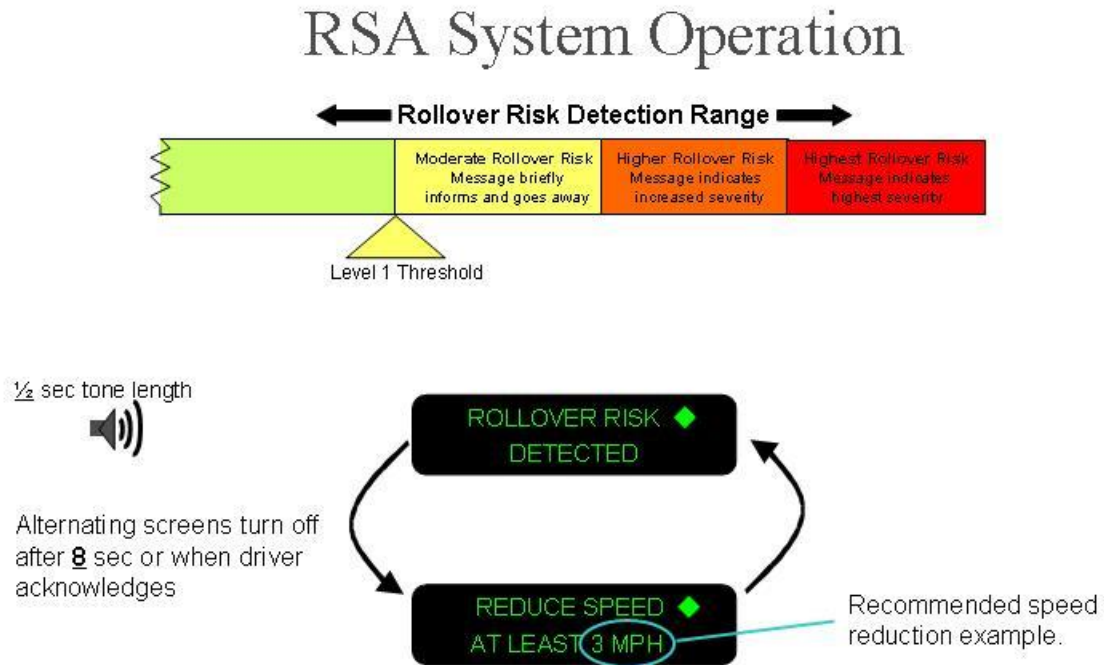 RSA System Operation
Rollover Risk Detection Range
Moderate Rollover Risk
Message briefly
informs and goes away
Higher Rollover Risk
Message indicates
increased severity
Highest Rollover Risk
Message indicates
highest severity
Level 1 Threshold
½ sec tone length
ROLLOVER RISK
DETECTED
Alternating screens turn off
after 8 sec or when driver
acknowledges
REDUCE SPEED
AT LEAST 3 MPH
Recommended speed
reduction example.